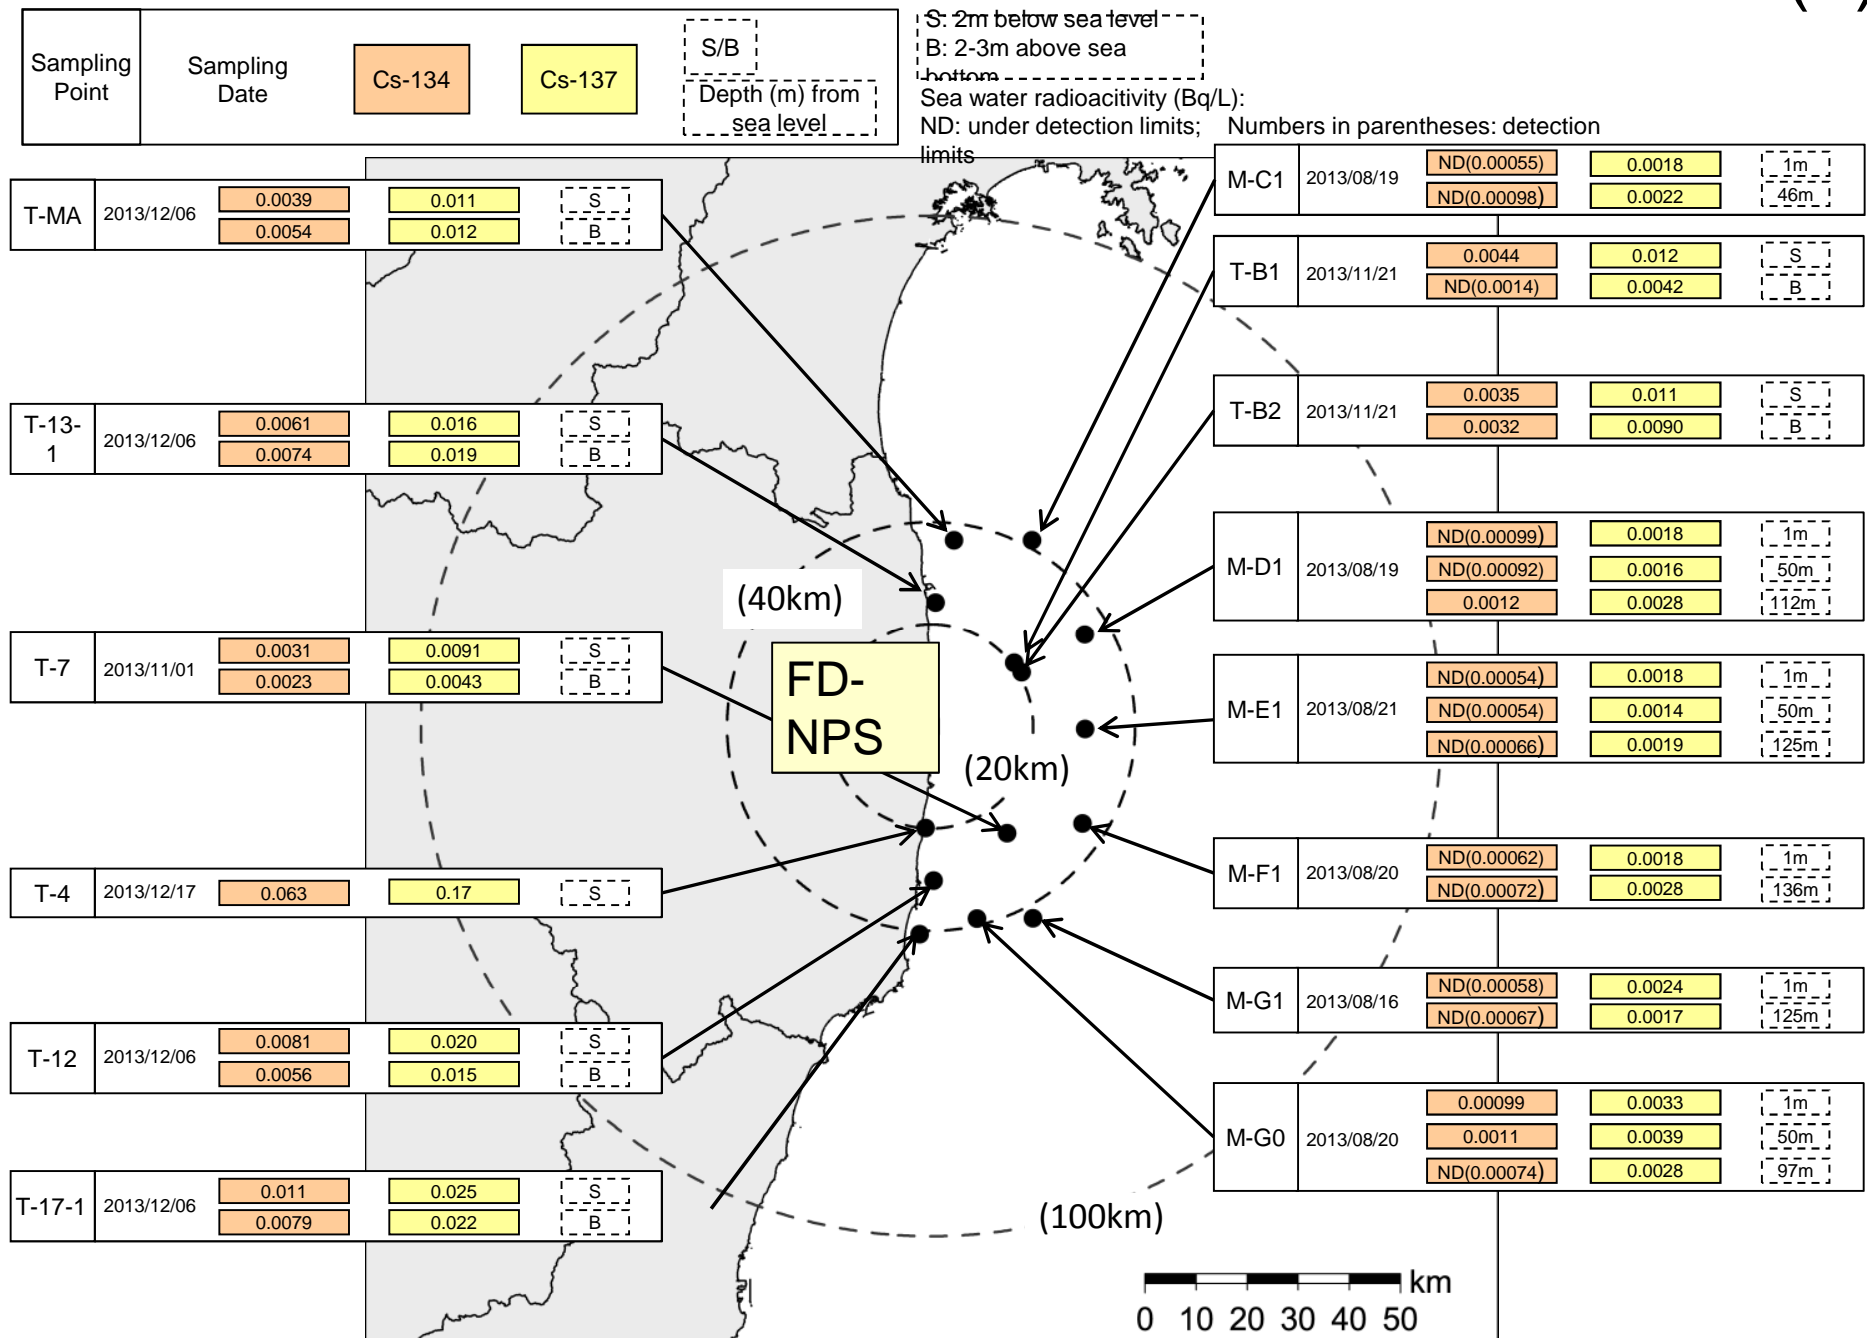 Sampling
Point
Sampling
Date
Cs-134
Cs-137
S/B
Depth (m) from
sea level
S: 2m below sea level
B: 2-3m above sea
bottom
Sea water radioacitivity (Bq/L):
ND: under detection limits; Numbers in parentheses: detection
limits
T-MA 2013/12/06 0.0039 0.011 S
0.0054 0.012 B
T-13-
1
2013/12/06 0.0061 0.016 S
0.0074 0.019 B
T-7 2013/11/01 0.0031 0.0091 S
0.0023 0.0043 B
T-4 2013/12/17 0.063 0.17 S
T-12 2013/12/06 0.0081 0.020 S
0.0056 0.015 B
T-17-1 2013/12/06 0.011 0.025 S
0.0079 0.022 B
(40km)
FD-
NPS
(20km)
(100km)
M-C1 2013/08/19 ND(0.00055) 0.0018 1m
ND(0.00098) 0.0022 46m
T-B1 2013/11/21 0.0044 0.012 S
ND(0.0014) 0.0042 B
T-B2 2013/11/21 0.0035 0.011 S
0.0032 0.0090 B
M-D1 2013/08/19 ND(0.00099) 0.0018 1m
ND(0.00092) 0.0016 50m
0.0012 0.0028 112m
M-E1 2013/08/21 ND(0.00054) 0.0018 1m
ND(0.00054) 0.0014 50m
ND(0.00066) 0.0019 125m
M-F1 2013/08/20 ND(0.00062) 0.0018 1m
ND(0.00072) 0.0028 136m
M-G1 2013/08/16 ND(0.00058) 0.0024 1m
ND(0.00067) 0.0017 125m
M-G0 2013/08/20 0.00099 0.0033 1m
0.0011 0.0039 50m
ND(0.00074) 0.0028 97m
km
0 10 20 30 40 50